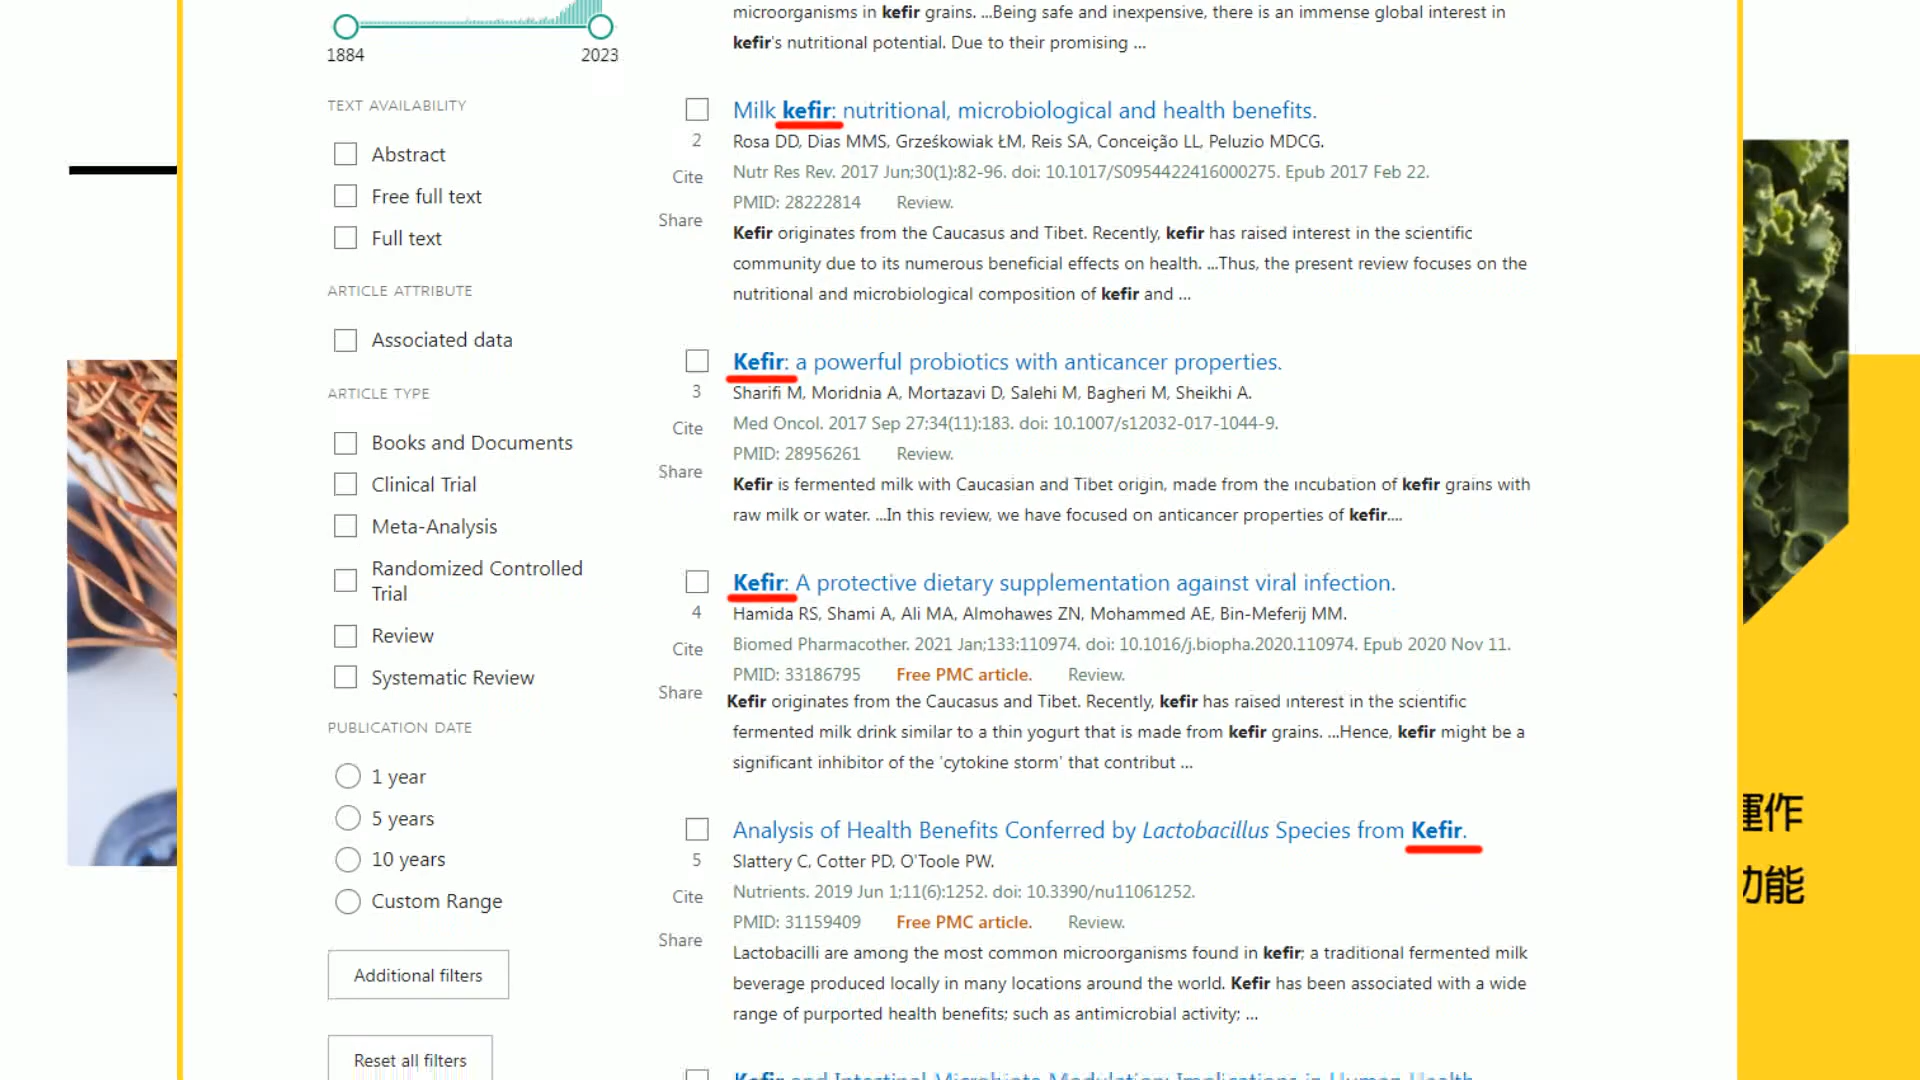 microorganisms in kefir grains. ...Being safe and inexpensive, there is an immense global interest in
kefir's nutritional potential. Due to their promising ...
1884
2023
TEXT AVAILABILITY
Abstract
Free full text
Full text
ARTICLE ATTRIBUTE
Associated data
ARTICLE TYPE
Books and Documents
Clinical Trial
Meta-Analysis
Randomized Controlled
Trial
Review
Systematic Review
PUBLICATION DATE
1 year
5 years
10 years
Custom Range
Additional filters
Reset all filters
Milk kefir: nutritional, microbiological and health benefits.
2
Rosa DD, Dias MMS, Grześkowiak ŁM, Reis SA, Conceição LL, Peluzio MDCG.
Cite
Nutr Res Rev. 2017 Jun;30(1):82-96. doi: 10.1017/S0954422416000275. Epub 2017 Feb 22.
PMID: 28222814 Review.
Share
Kefir originates from the Caucasus and Tibet. Recently, kefir has raised interest in the scientific
community due to its numerous beneficial effects on health. ...Thus, the present review focuses on the
nutritional and microbiological composition of kefir and ...
Kefir: a powerful probiotics with anticancer properties.
3
Sharifi M, Moridnia A, Mortazavi D, Salehi M, Bagheri M, Sheikhi A.
Cite
Med Oncol. 2017 Sep 27;34(11):183. doi: 10.1007/s12032-017-1044-9.
PMID: 28956261 Review.
Share
Kefir is fermented milk with Caucasian and Tibet origin, made from the incubation of kefir grains with
raw milk or water. ...In this review, we have focused on anticancer properties of kefir....
Kefir: A protective dietary supplementation against viral infection.
4
Hamida RS, Shami A, Ali MA, Almohawes ZN, Mohammed AE, Bin-Meferij MM.
Cite
Biomed Pharmacother. 2021 Jan;133:110974. doi: 10.1016/j.biopha.2020.110974. Epub 2020 Nov 11.
PMID: 33186795 Free PMC article. Review.
Share
Kefir originates from the Caucasus and Tibet. Recently, kefir has raised interest in the scientific
fermented milk drink similar to a thin yogurt that is made from kefir grains. ...Hence, kefir might be a
significant inhibitor of the 'cytokine storm' that contribut ...
Analysis of Health Benefits Conferred by Lactobacillus Species from Kefir.
5
Slattery C, Cotter PD, O'Toole PW.
Cite
Nutrients. 2019 Jun 1;11(6):1252. doi: 10.3390/nu11061252.
PMID: 31159409 Free PMC article. Review.
Share
Lactobacilli are among the most common microorganisms found in kefir; a traditional fermented milk
beverage produced locally in many locations around the world. Kefir has been associated with a wide
range of purported health benefits; such as antimicrobial activity; ...
Kefir and Intestinal Microbiota Modulation: Implications in Human Health
運作
功能